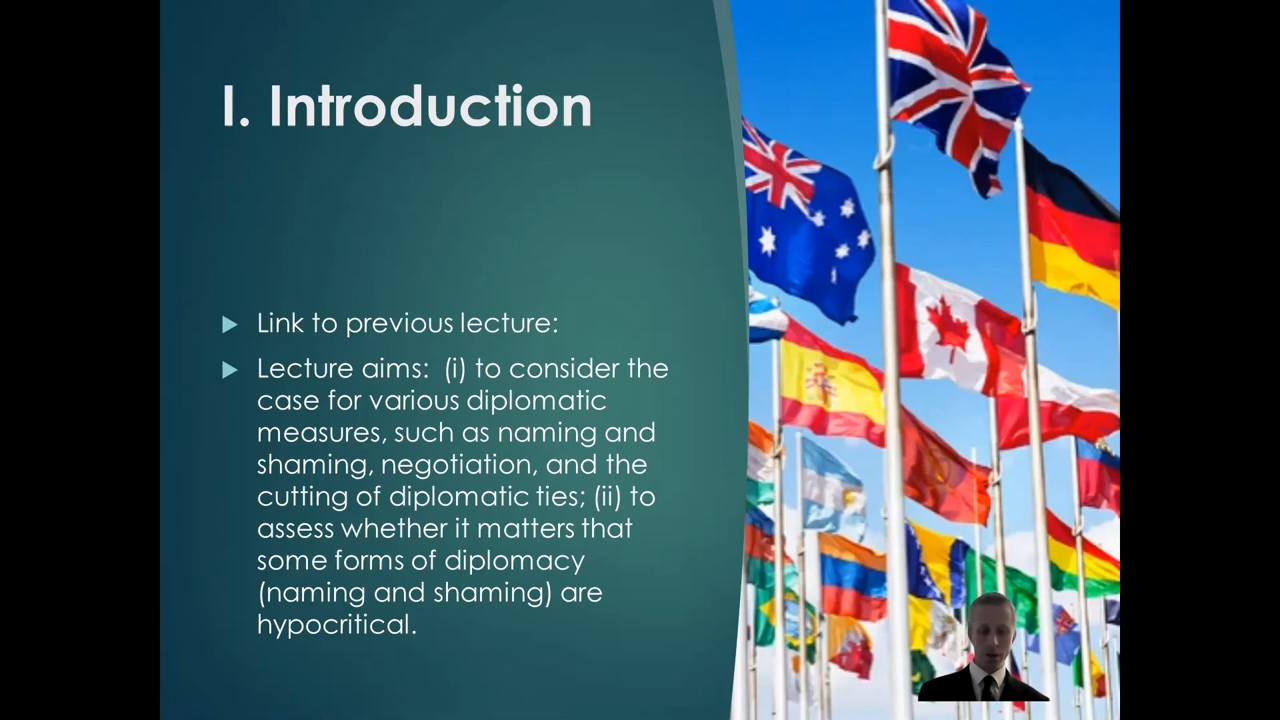 I. Introduction
Link to previous lecture:
Lecture aims:  (i) to consider the
case for various diplomatic
measures, such as naming and
shaming, negotiation, and the
cutting of diplomatic ties; (ii) to
assess whether it matters that
some forms of diplomacy
(naming and shaming) are
hypocritical.